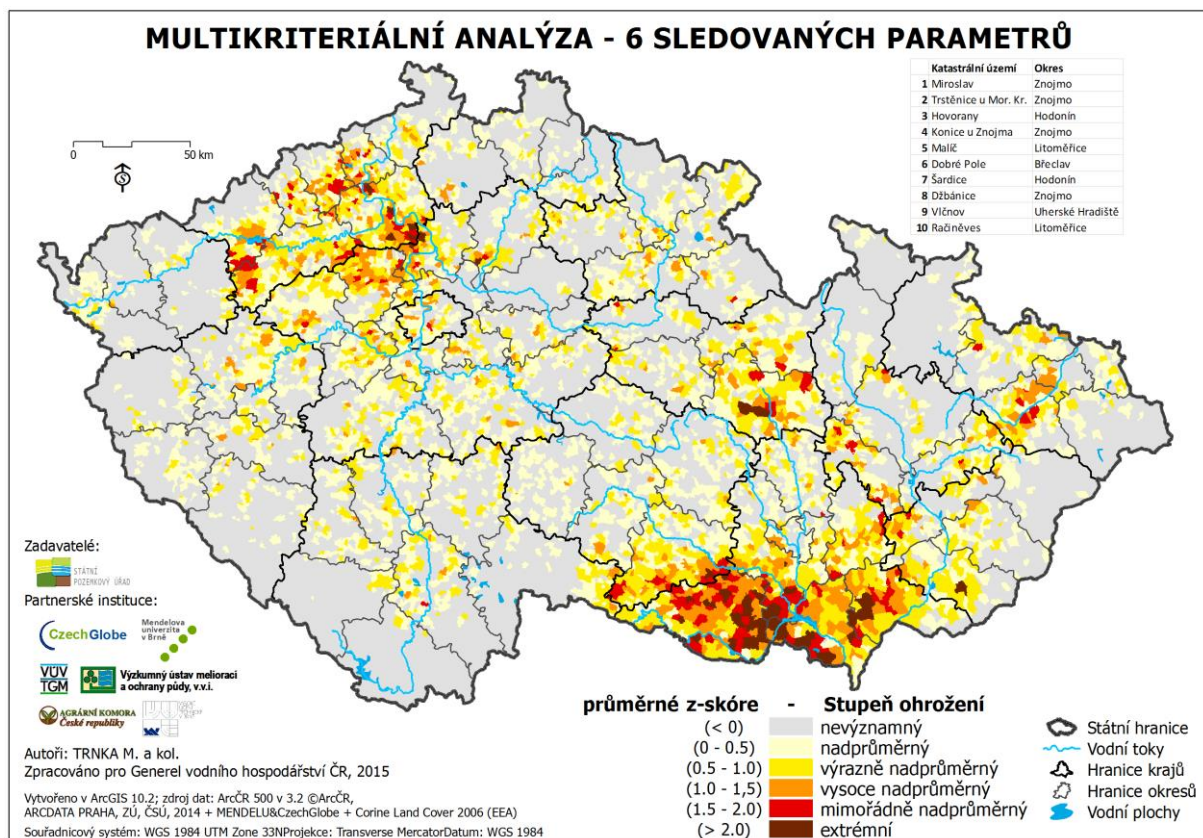 MULTIKRITERIÁLNÍ ANALÝZA - 6 SLEDOVANÝCH PARAMETRŮ
Katastrální území Okres
1 Miroslav Znojmo
2 Trstěnice u Mor. Kr. Znojmo
3 Hovorany Hodonín
4 Konice u Znojma Znojmo
5 Malíč Litoměřice
6 Dobré Pole Břeclav
7 Šardice Hodonín
8 Džbánice Znojmo
9 Vlčnov Uherské Hradiště
10 Račiněves Litoměřice
0 50 km
S
Zadavatelé:
STÁTNÍ
POZEMKOVÝ ÚŘAD
Partnerské instituce:
CzechGlobe
Mendelova
univerzita
v Brně
VÚV
TGM
Výzkumný ústav meliorací
a ochrany půdy, v.v.i.
AGRÁRNÍ KOMORA
České republiky
Autoři: TRNKA M. a kol.
Zpracováno pro Generel vodního hospodářství ČR, 2015
Vytvořeno v ArcGIS 10.2; zdroj dat: ArcČR 500 v 3.2 ©ArcČR,
ARCDATA PRAHA, ZÚ, ČSÚ, 2014 + MENDELU&CzechGlobe + Corine Land Cover 2006 (EEA)
Souřadnicový systém: WGS 1984 UTM Zone 33NProjekce: Transverse MercatorDatum: WGS 1984
průměrné z-skóre - Stupeň ohrožení
(< 0) nevýznamný
(0 - 0.5) nadprůměrný
(0.5 - 1.0) výrazně nadprůměrný
(1.0 - 1,5) vysoce nadprůměrný
(1.5 - 2.0) mimořádně nadprůměrný
(> 2.0) extrémní
Státní hranice
Vodní toky
Hranice krajů
Hranice okresů
Vodní plochy